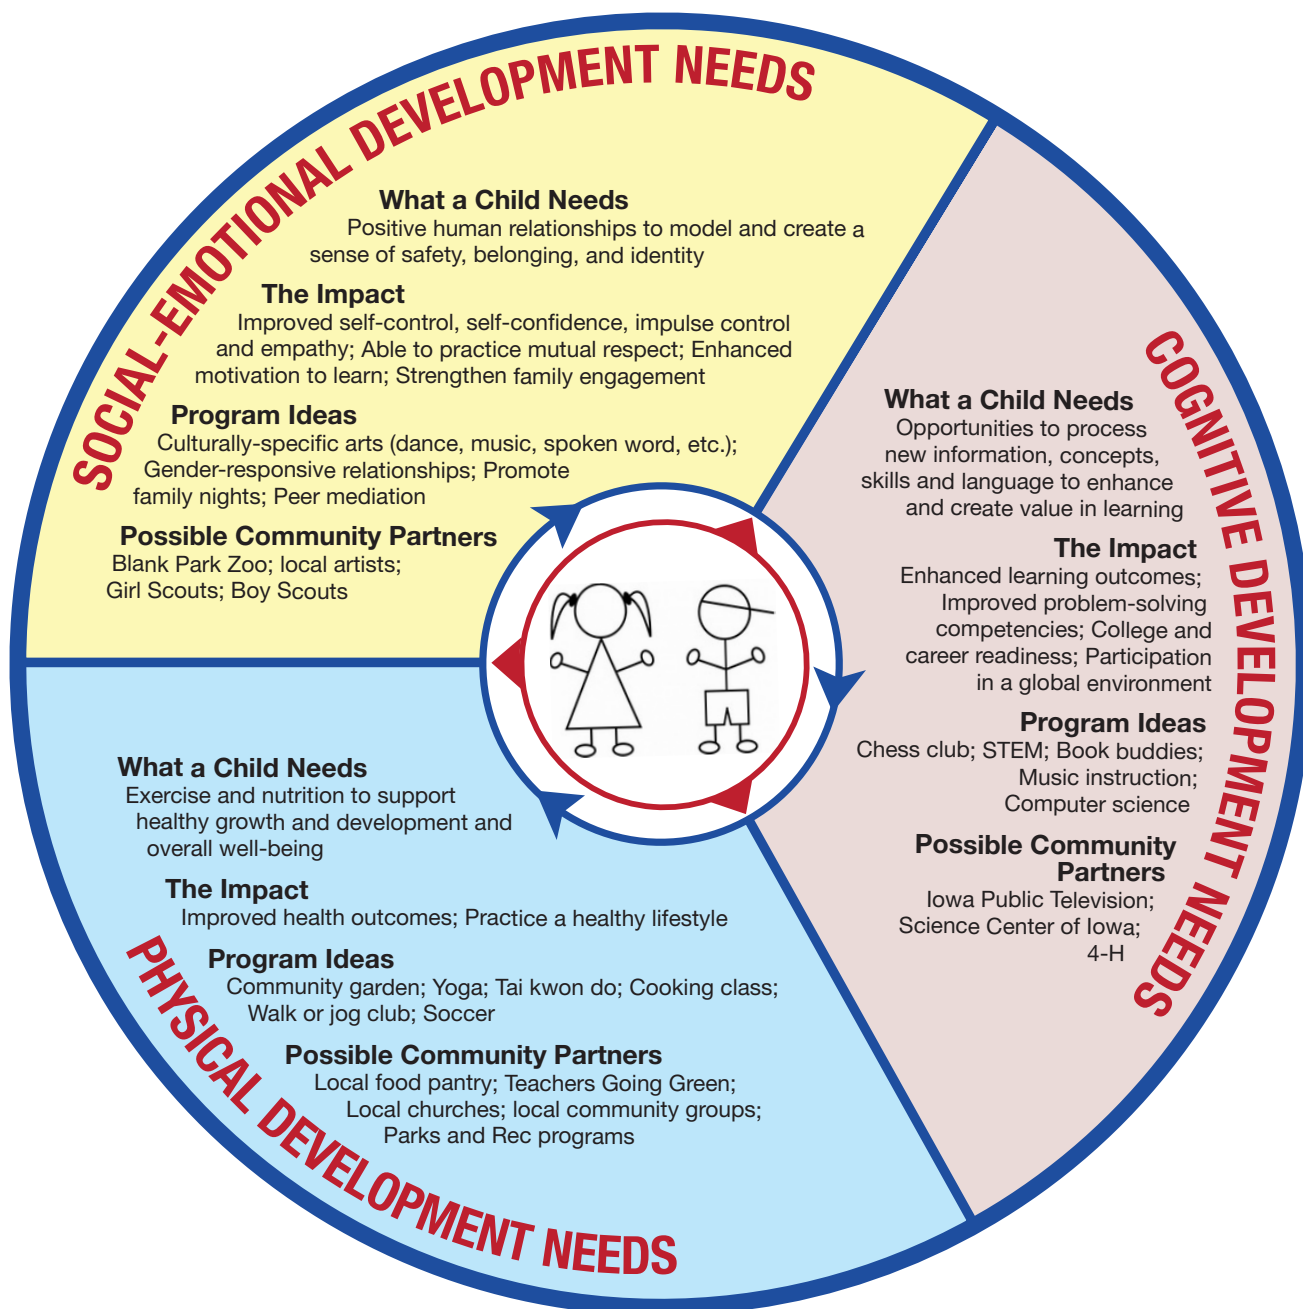 SOCIAL-EMOTIONAL DEVELOPMENT NEEDS
What a Child Needs
Positive human relationships to model and create a
sense of safety, belonging, and identity
The Impact
Improved self-control, self-confidence, impulse control
and empathy; Able to practice mutual respect; Enhanced
motivation to learn; Strengthen family engagement
Program Ideas
Culturally-specific arts (dance, music, spoken word, etc.);
Gender-responsive relationships; Promote
family nights; Peer mediation
Possible Community Partners
Blank Park Zoo; local artists;
Girl Scouts; Boy Scouts
COGNITIVE DEVELOPMENT NEEDS
What a Child Needs
Opportunities to process
new information, concepts,
skills and language to enhance
and create value in learning
The Impact
Enhanced learning outcomes;
Improved problem-solving
competencies; College and
career readiness; Participation
in a global environment
Program Ideas
Chess club; STEM; Book buddies;
Music instruction;
Computer science
Possible Community
Partners
Iowa Public Television;
Science Center of Iowa;
4-H
PHYSICAL DEVELOPMENT NEEDS
What a Child Needs
Exercise and nutrition to support
healthy growth and development and
overall well-being
The Impact
Improved health outcomes; Practice a healthy lifestyle
Program Ideas
Community garden; Yoga; Tai kwon do; Cooking class;
Walk or jog club; Soccer
Possible Community Partners
Local food pantry; Teachers Going Green;
Local churches; local community groups;
Parks and Rec programs